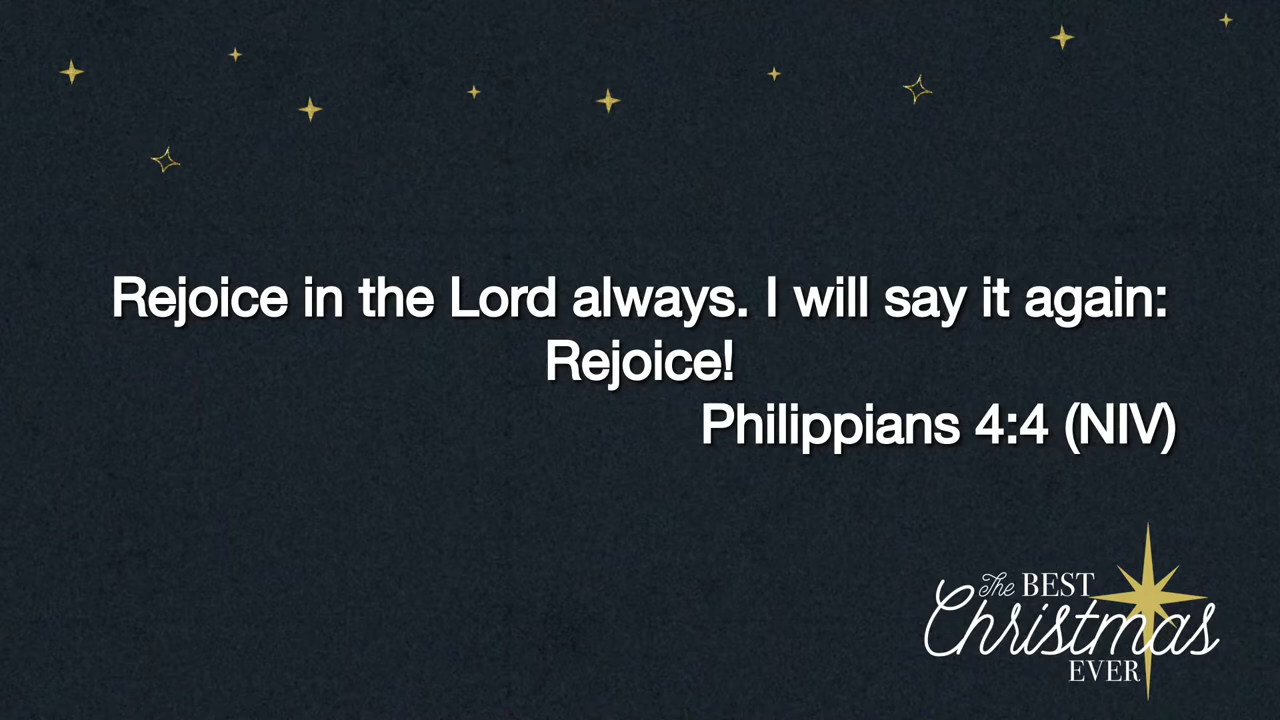 Rejoice in the Lord always. I will say it again:
Rejoice!
Philippians 4:4 (NIV)
The BEST
Christmas
EVER